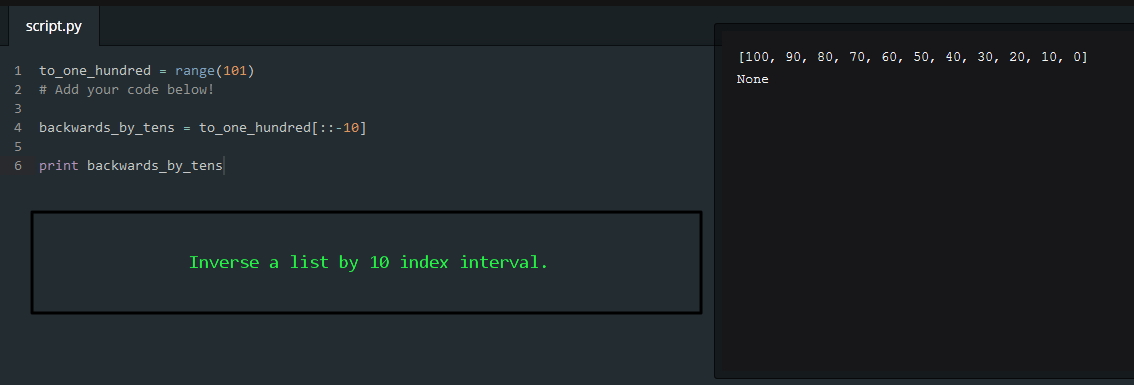 script.py
1 to_one_hundred = range(101)
2 # Add your code below!
3
4 backwards_by_tens = to_one_hundred[::-10]
5
6 print backwards_by_tens
Inverse a list by 10 index interval.
[100, 90, 80, 70, 60, 50, 40, 30, 20, 10, 0]
None